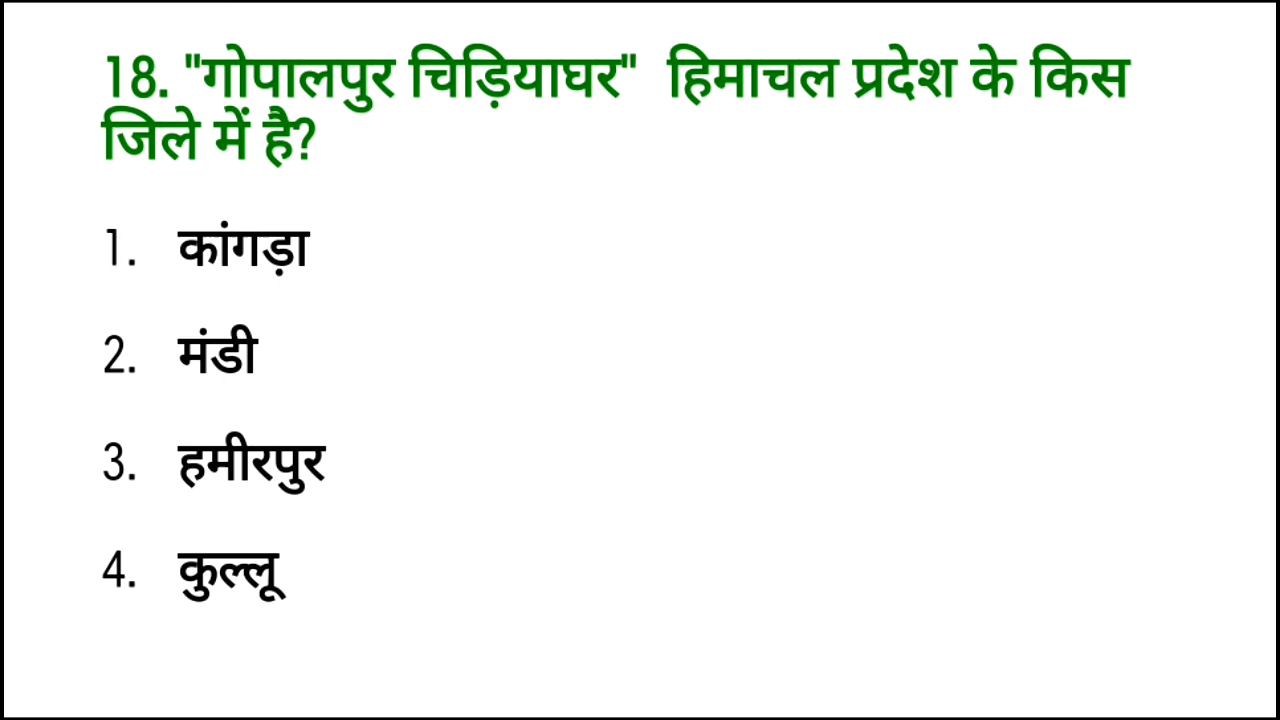 18. "गोपालपुर चिड़ियाघर" हिमाचल प्रदेश के किस
जिले में है?
1. कांगड़ा
2. मंडी
3. हमीरपुर
4. कुल्लू